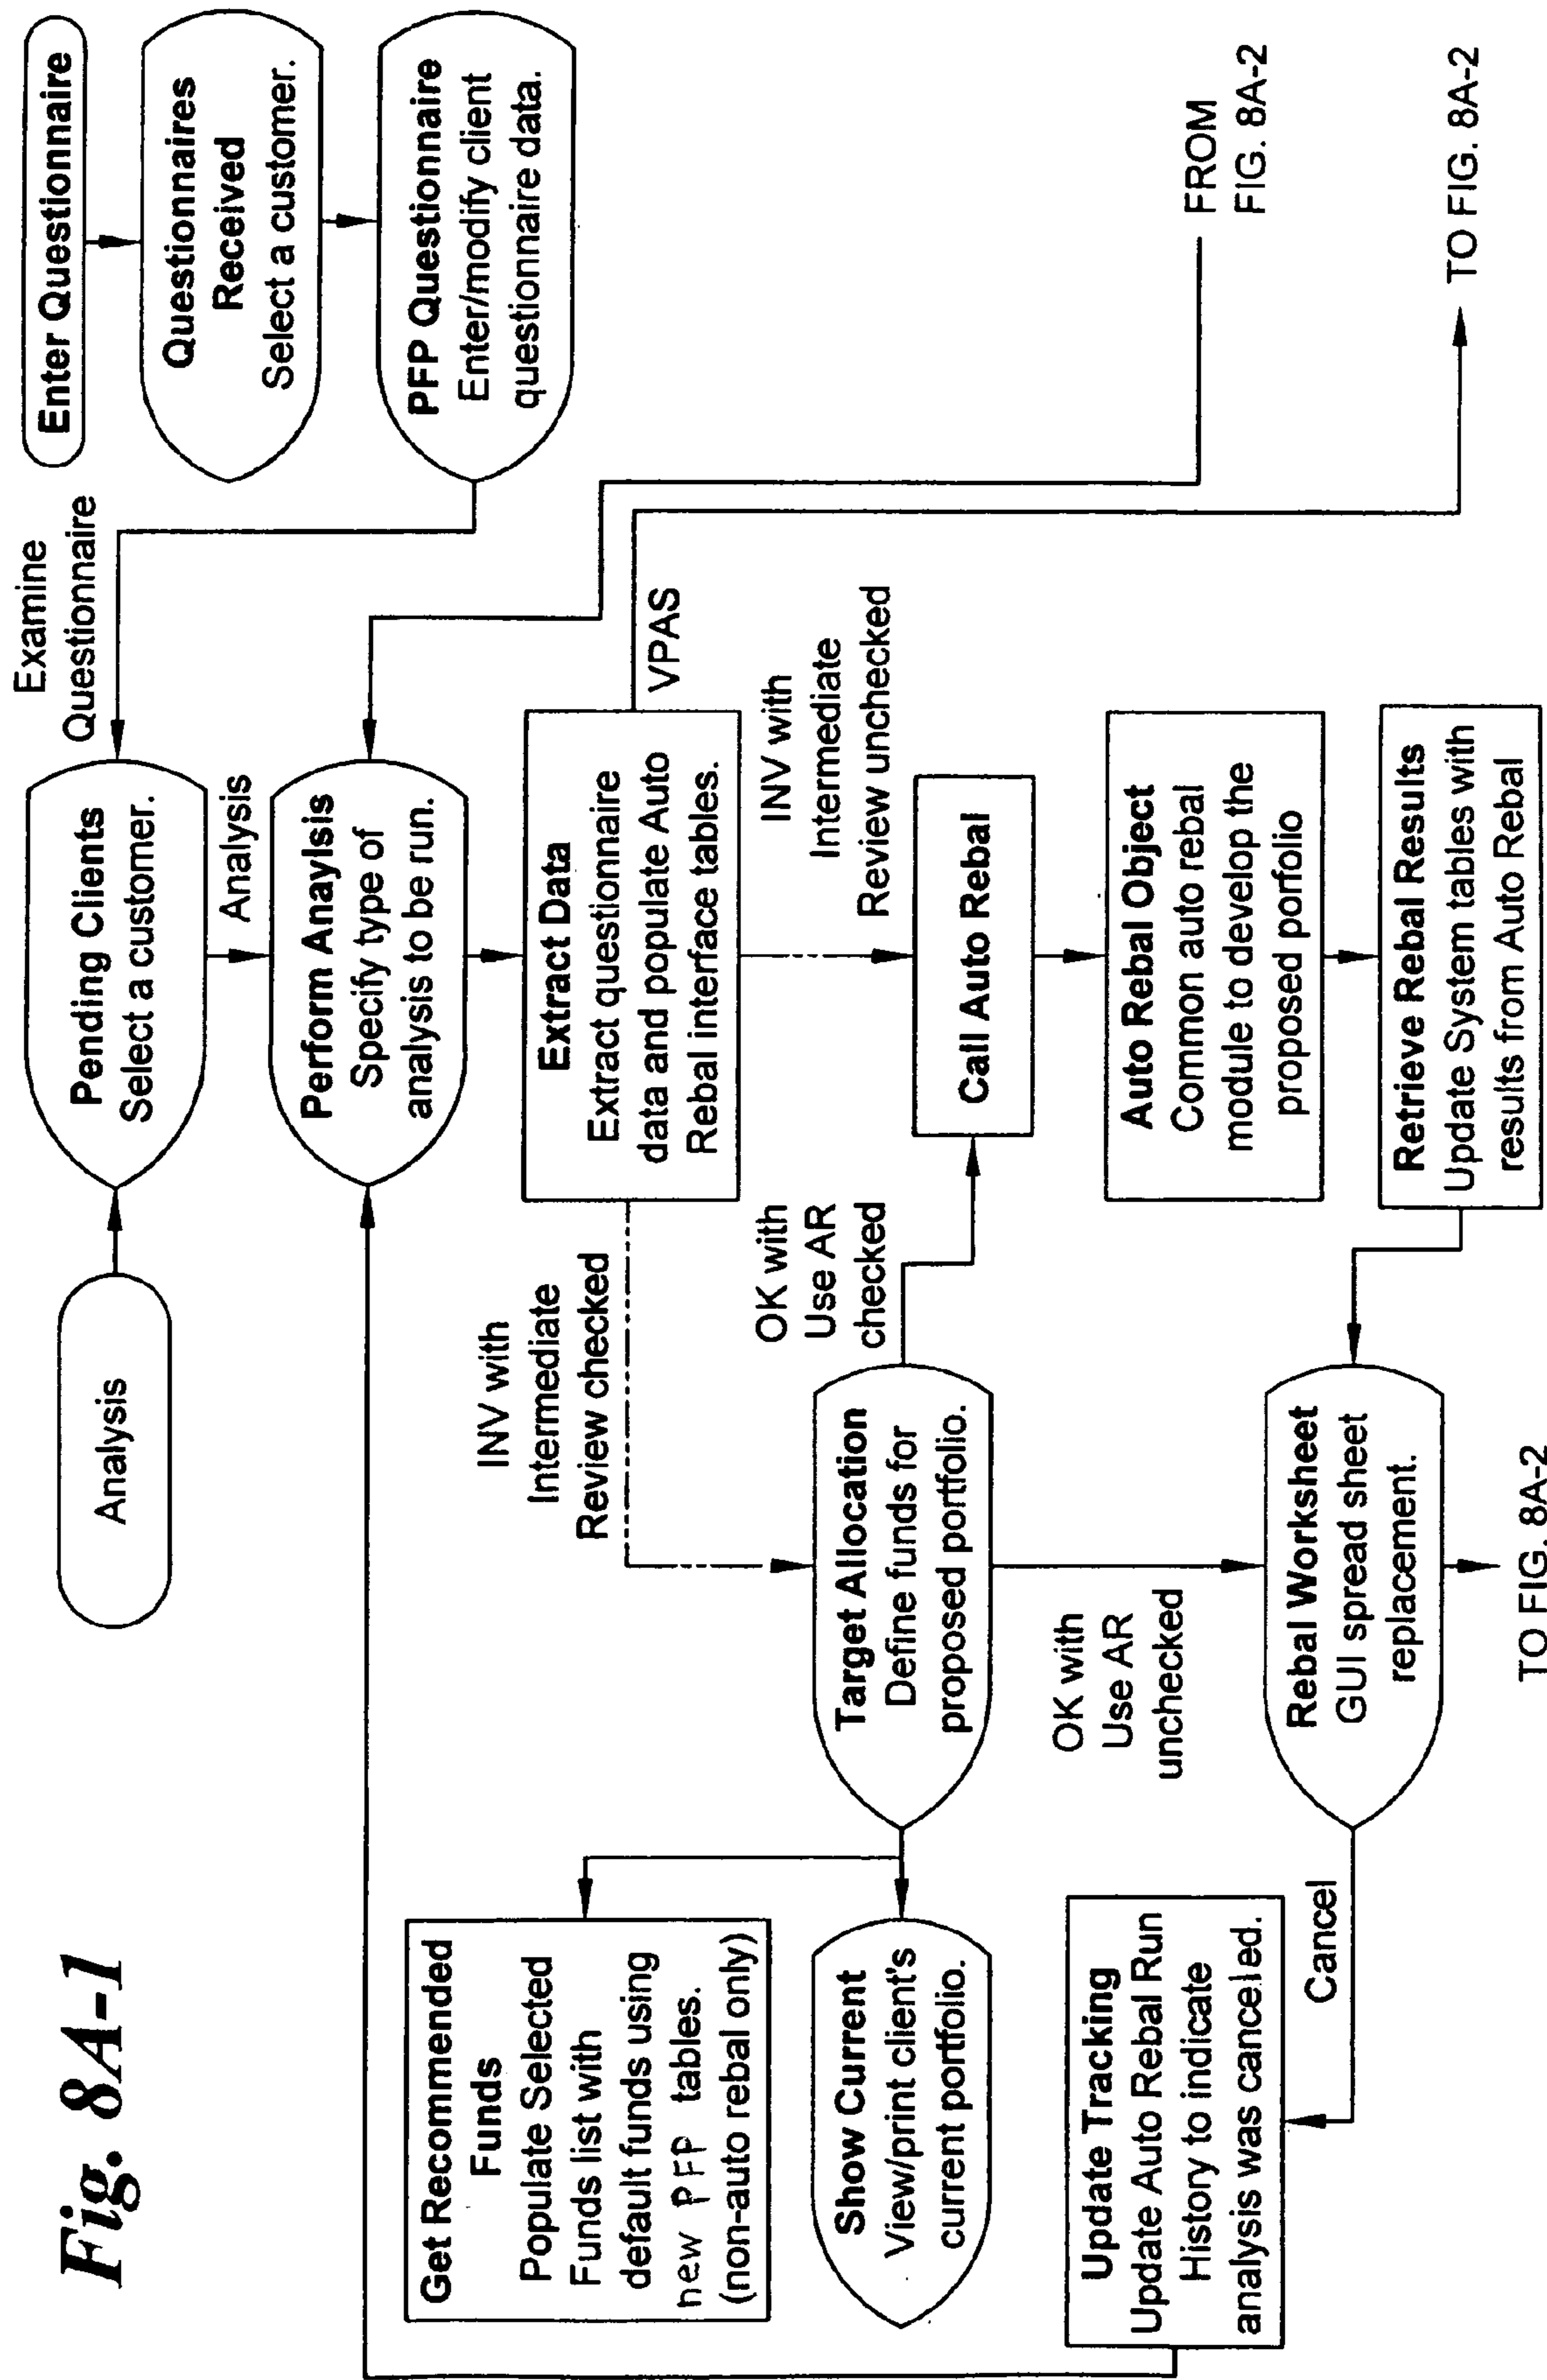 Fig. 8A-1
Enter Questionnaire
Questionnaires
Received
Select a customer.
PFP Questionnaire
Enter/modify client
questionnaire data.
Examine
Questionnaire
Analysis
Pending Clients
Select a customer.
Analysis
Perform Anaylsis
Specify type of
analysis to be run.
FROM
FIG. 8A-2
Extract Data
Extract questionnaire
data and populate Auto
Rebal interface tables.
VPAS
TO FIG. 8A-2
INV with
Intermediate
Review checked
INV with
Intermediate
Review unchecked
Get Recommended
Funds
Populate Selected
Funds list with
default funds using
new PFP tables.
(non-auto rebal only)
Show Current
View/print client's
current portfolio.
Target Allocation
Define funds for
proposed portfolio.
OK with
Use AR
checked
Call Auto Rebal
Auto Rebal Object
Common auto rebal
module to develop the
proposed porfolio
Retrieve Rebal Results
Update System tables with
results from Auto Rebal
OK with
Use AR
unchecked
Rebal Worksheet
GUI spread sheet
replacement.
Cancel
Update Tracking
Update Auto Rebal Run
History to indicate
analysis was canceled.
TO FIG. 8A-2